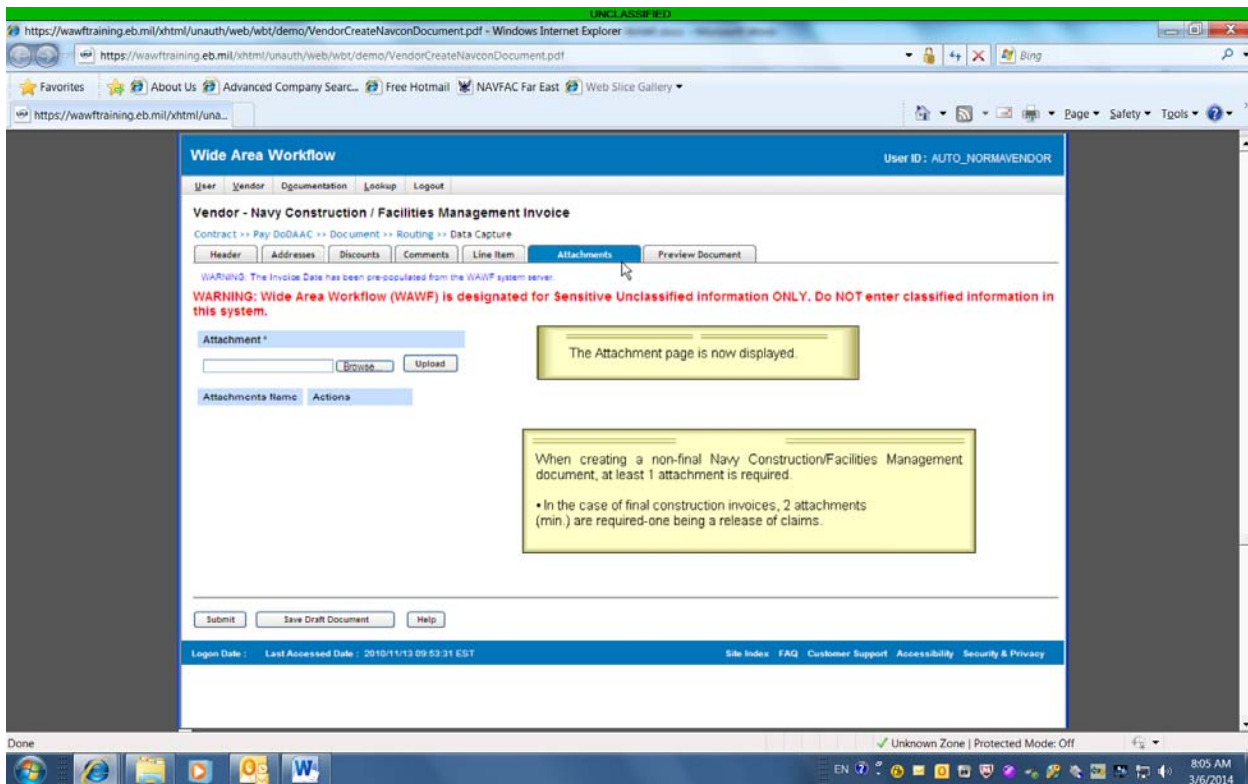 UNCLASSIFIED
https://wawftraining.eb.mil/xhtml/unauth/web/wbt/demo/VendorCreateNavconDocument.pdf - Windows Internet Explorer
https://wawftraining.eb.mil/xhtml/unauth/web/wbt/demo/VendorCreateNavconDocument.pdf
Bing
Favorites About Us Advanced Company Searc... Free Hotmail NAVFAC Far East Web Slice Gallery
https://wawftraining.eb.mil/xhtml/una...
Page Safety Tools
Wide Area Workflow
User ID : AUTO_NORMAVENDOR
User Vendor Documentation Lookup Logout
Vendor - Navy Construction / Facilities Management Invoice
Contract >> Pay DoDAAC >> Document >> Routing >> Data Capture
Header Addresses Discounts Comments Line Item Attachments Preview Document
WARNING: The Invoice Date has been pre-populated from the WAWF system server.
WARNING: Wide Area Workflow (WAWF) is designated for Sensitive Unclassified information ONLY. Do NOT enter classified information in
this system.
Attachment *
Browse... Upload
The Attachment page is now displayed.
Attachments Name Actions
When creating a non-final Navy Construction/Facilities Management
document, at least 1 attachment is required.
• In the case of final construction invoices, 2 attachments
(min.) are required-one being a release of claims.
Submit Save Draft Document Help
Logon Date : Last Accessed Date : 2010/11/13 09:53:31 EST
Site Index FAQ Customer Support Accessibility Security & Privacy
Done
Unknown Zone | Protected Mode: Off
EN
8:05 AM
3/6/2014